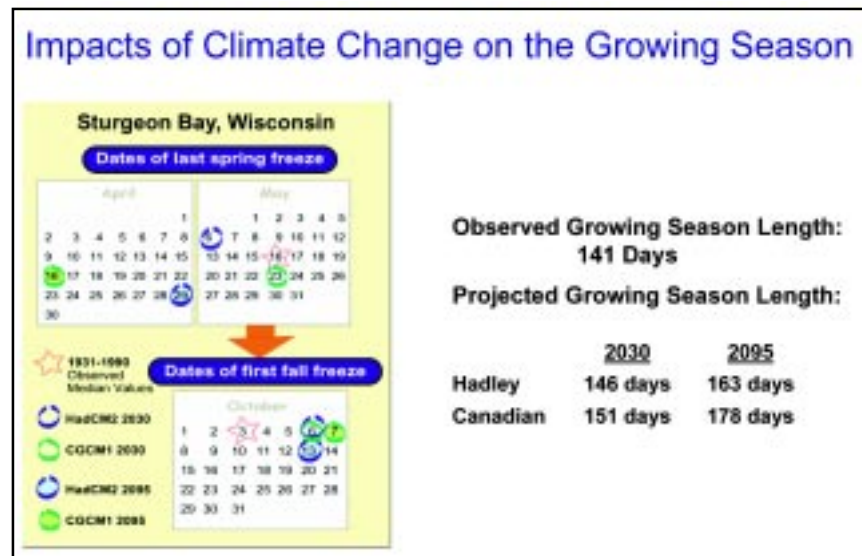 Impacts of Climate Change on the Growing Season
Sturgeon Bay, Wisconsin
Dates of last spring freeze
April
1
2 3 4 5 6 7 8
9 10 11 12 13 14 15
16 17 18 19 20 21 22
23 24 25 26 27 28 29
30
May
1 2 3 4 5
6 7 8 9 10 11 12
13 14 15 16 17 18 19
20 21 22 23 24 25 26
27 28 29 30 31
1931-1990
Observed
Median Values
HadCM2 2030
CGCM1 2030
HadCM2 2095
CGCM1 2095
Dates of first fall freeze
October
1 2 3 4 5 6 7
8 9 10 11 12 13 14
15 16 17 18 19 20 21
22 23 24 25 26 27 28
29 30 31
Observed Growing Season Length:
141 Days
Projected Growing Season Length:
2030 2095
Hadley 146 days 163 days
Canadian 151 days 178 days